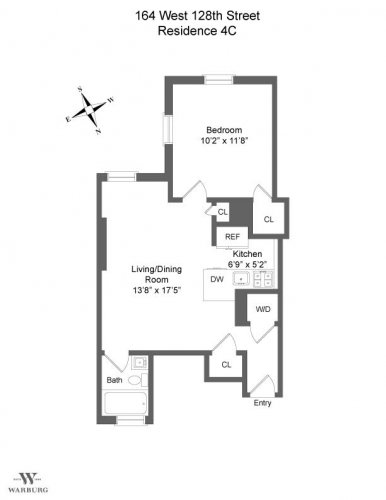 164 West 128th Street
Residence 4C
S
W
E
N
Bedroom
10'2" x 11'8"
CL
CL
REF
Kitchen
6'9" x 5'2"
Living/Dining
Room
13'8" x 17'5"
DW
W/D
CL
Bath
Entry
W
WARBURG